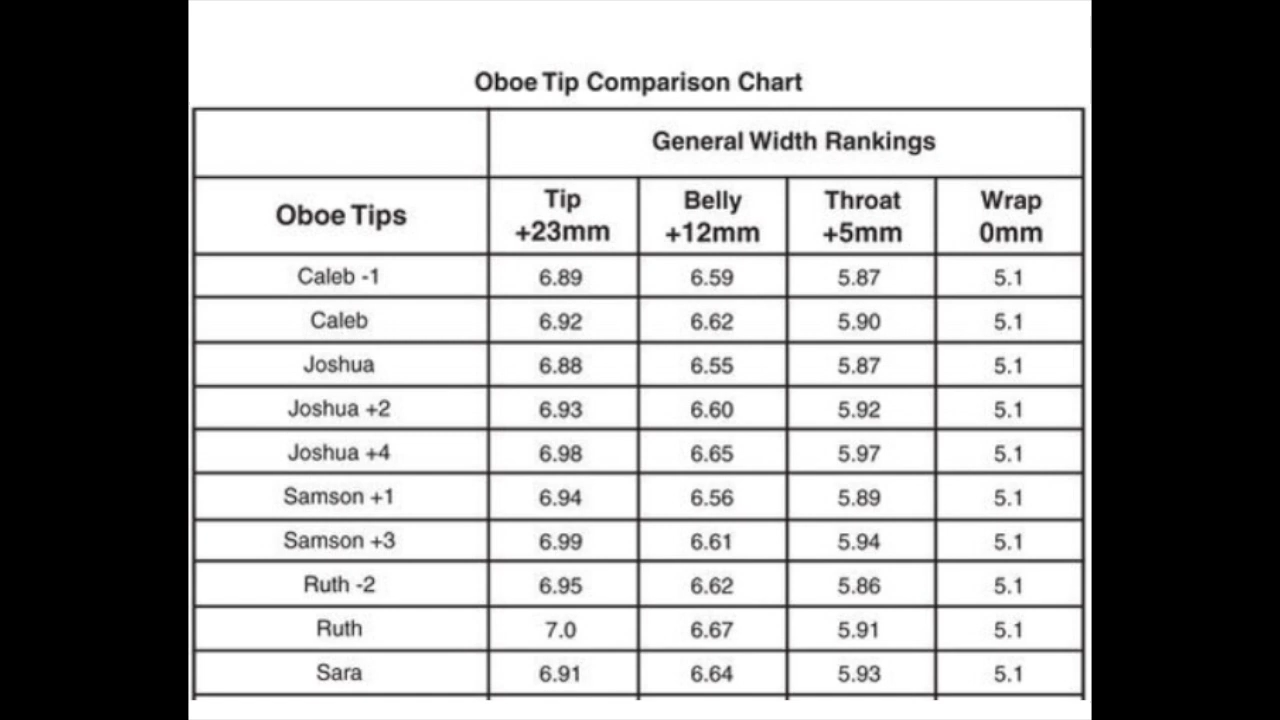 Oboe Tip Comparison Chart
General Width Rankings
Oboe Tips Tip +23mm Belly +12mm Throat +5mm Wrap 0mm
Caleb -1 6.89 6.59 5.87 5.1
Caleb 6.92 6.62 5.90 5.1
Joshua 6.88 6.55 5.87 5.1
Joshua +2 6.93 6.60 5.92 5.1
Joshua +4 6.98 6.65 5.97 5.1
Samson +1 6.94 6.56 5.89 5.1
Samson +3 6.99 6.61 5.94 5.1
Ruth -2 6.95 6.62 5.86 5.1
Ruth 7.0 6.67 5.91 5.1
Sara 6.91 6.64 5.93 5.1